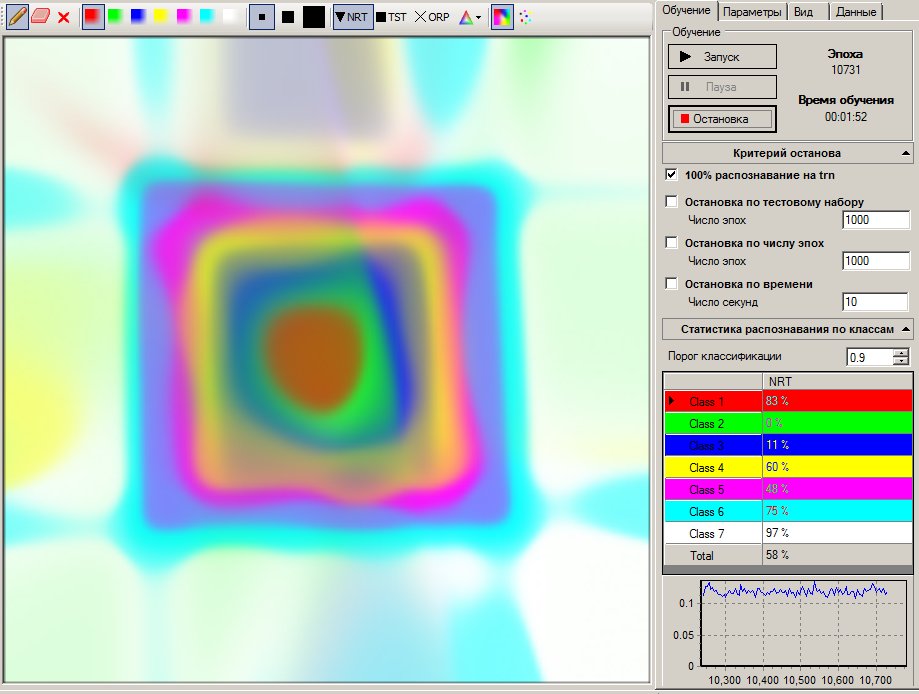 NRT TST ORP
Обучение Параметры Вид Данные
Обучение
Запуск
Пауза
Остановка
Эпоха
10731
Время обучения
00:01:52
Критерий останова
100% распознавание на trn
Остановка по тестовому набору
Число эпох 1000
Остановка по числу эпох
Число эпох 1000
Остановка по времени
Число секунд 10
Статистика распознавания по классам
Порог классификации 0.9
NRT
Class 1 83 %
Class 2 0 %
Class 3 11 %
Class 4 60 %
Class 5 48 %
Class 6 75 %
Class 7 97 %
Total 58 %
0.1
0.05
0
10,300 10,400 10,500 10,600 10,700